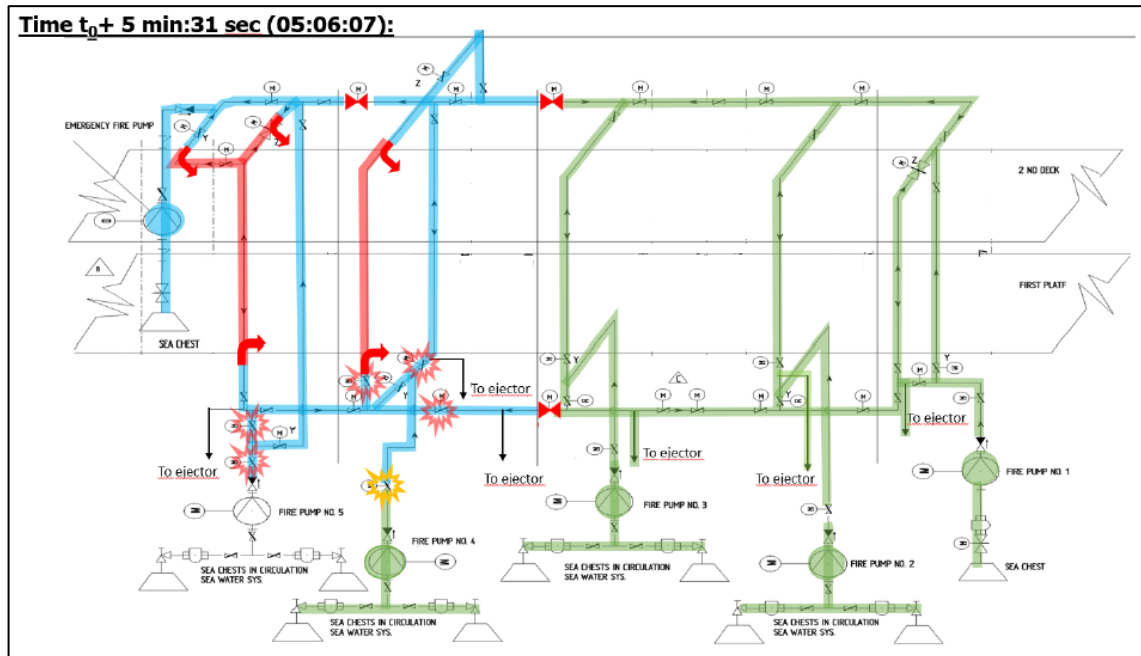 Time t0+ 5 min:31 sec (05:06:07):
EMERGENCY FIRE PUMP
M
M
M
M
M
M
M
Z
Y
Z
M
Z
2 ND DECK
B
FIRST PLATF
SEA CHEST
Y
Y
Y
To ejector
C
M
M
M
M
M
M
Y
Y
M
To ejector
To ejector
To ejector
To ejector
To ejector
FIRE PUMP NO. 1
FIRE PUMP NO. 3
FIRE PUMP NO. 5
FIRE PUMP NO. 4
FIRE PUMP NO. 2
SEA CHESTS IN CIRCULATION
SEA WATER SYS.
SEA CHESTS IN CIRCULATION
SEA WATER SYS.
SEA CHEST
SEA CHESTS IN CIRCULATION
SEA WATER SYS.
SEA CHESTS IN CIRCULATION
SEA WATER SYS.